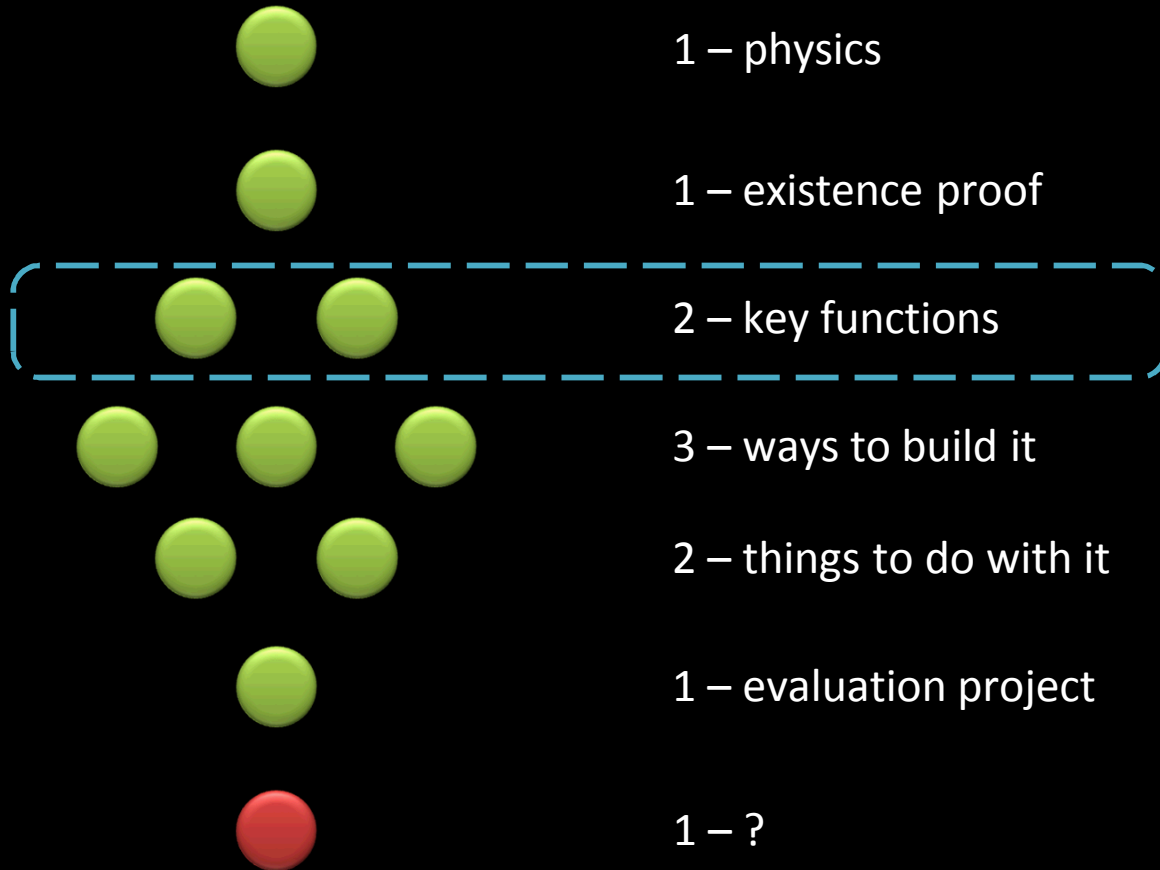 1 – physics
1 – existence proof
2 – key functions
3 – ways to build it
2 – things to do with it
1 – evaluation project
1 – ?